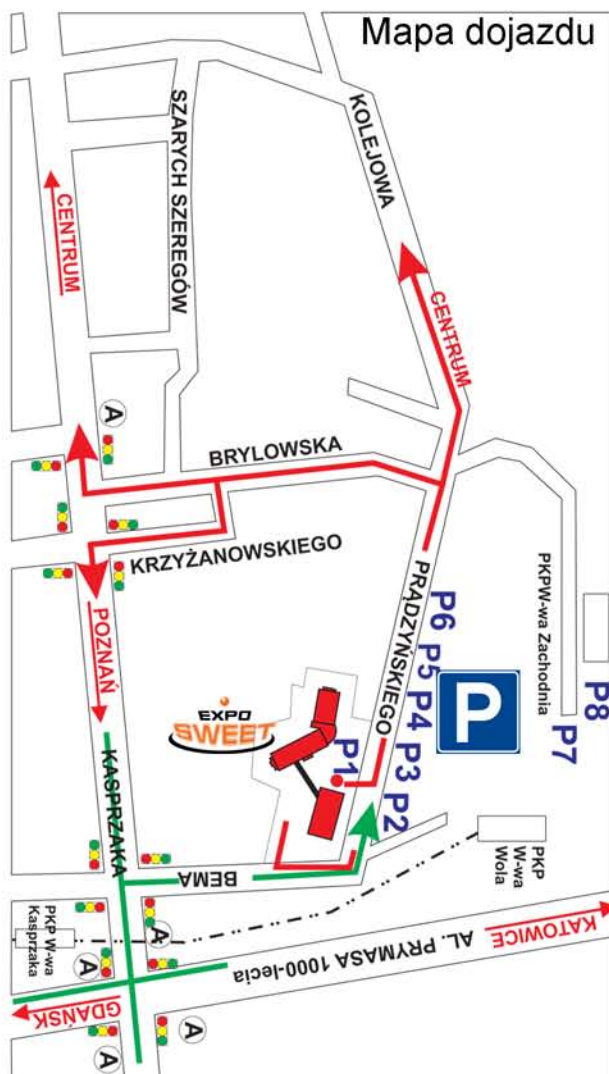 Mapa dojazdu
SZARYCH SZEREGÓW
KOLEJOWA
CENTRUM
CENTRUM
A
BRYLOWSKA
KRZYŻANOWSKIEGO
PRĄDZYŃSKIEGO
PKPW-wa Zachodnia
POZNAŃ
KASPRZAKA
EXPO
SWEET
P
P1
P2
P3
P4
P5
P6
P7
P8
BEMA
PKP
W-wa
Wola
PKP W-wa
Kasprzaka
AL. PRYMASA 1000-lecia
KATOWICE
GDAŃSK
A
A
A
A